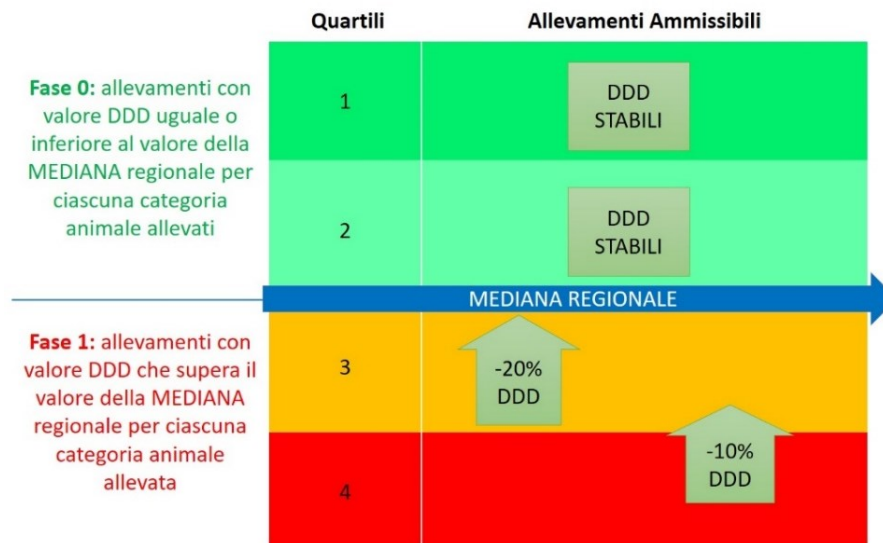 Quartili
Allevamenti Ammissibili
Fase 0: allevamenti con
valore DDD uguale o
inferiore al valore della
MEDIANA regionale per
ciascuna categoria
animale allevati
1
DDD
STABILI
2
DDD
STABILI
MEDIANA REGIONALE
Fase 1: allevamenti con
valore DDD che supera il
valore della MEDIANA
regionale per ciascuna
categoria animale
allevata
3
-20%
DDD
4
-10%
DDD